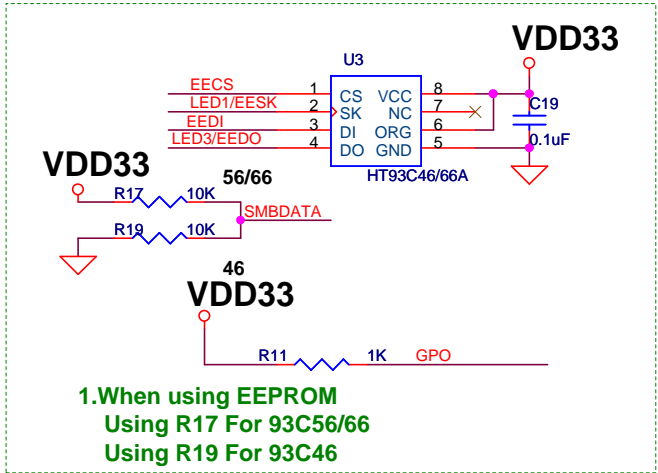 VDD33
U3
EECS 1 CS VCC 8
LED1/EESK 2 SK NC 7
EEDI 3 DI ORG 6
LED3/EEDO 4 DO GND 5
C19
0.1uF
HT93C46/66A
VDD33
56/66
R17 10K
SMBDATA
R19 10K
46
VDD33
R11 1K GPO
1.When using EEPROM
Using R17 For 93C56/66
Using R19 For 93C46